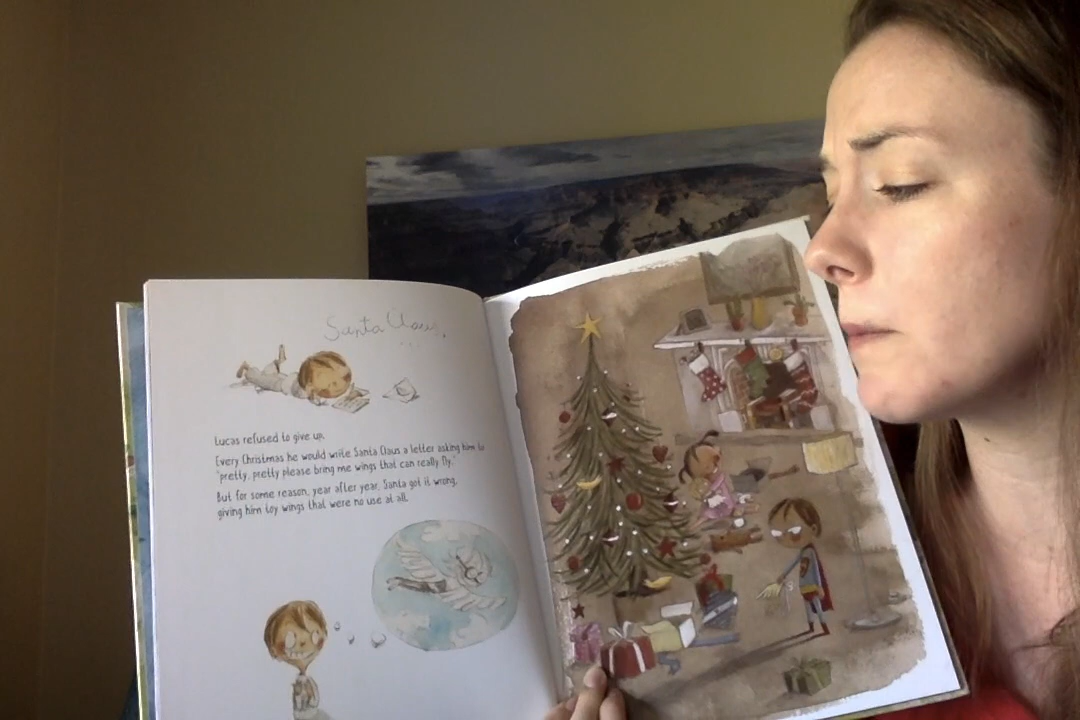 Santa Claus,
Lucas refused to give up.
Every Christmas he would write Santa Claus a letter asking him to
"pretty, pretty please bring me wings that can really fly."
But for some reason, year after year, Santa got it wrong,
giving him toy wings that were no use at all.